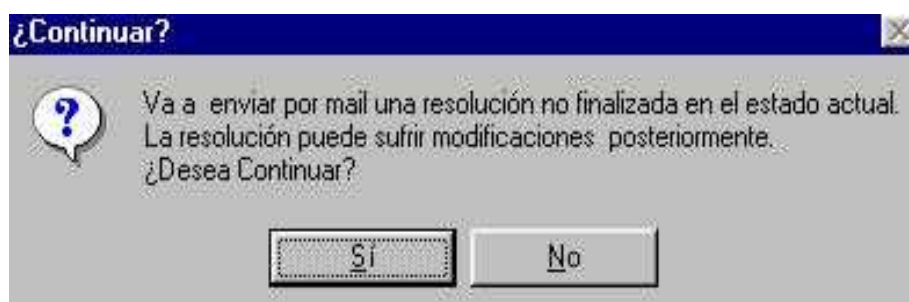 ¿Continuar?
Va a enviar por mail una resolución no finalizada en el estado actual.
La resolución puede sufrir modificaciones posteriormente.
¿Desea Continuar?
Sí
No